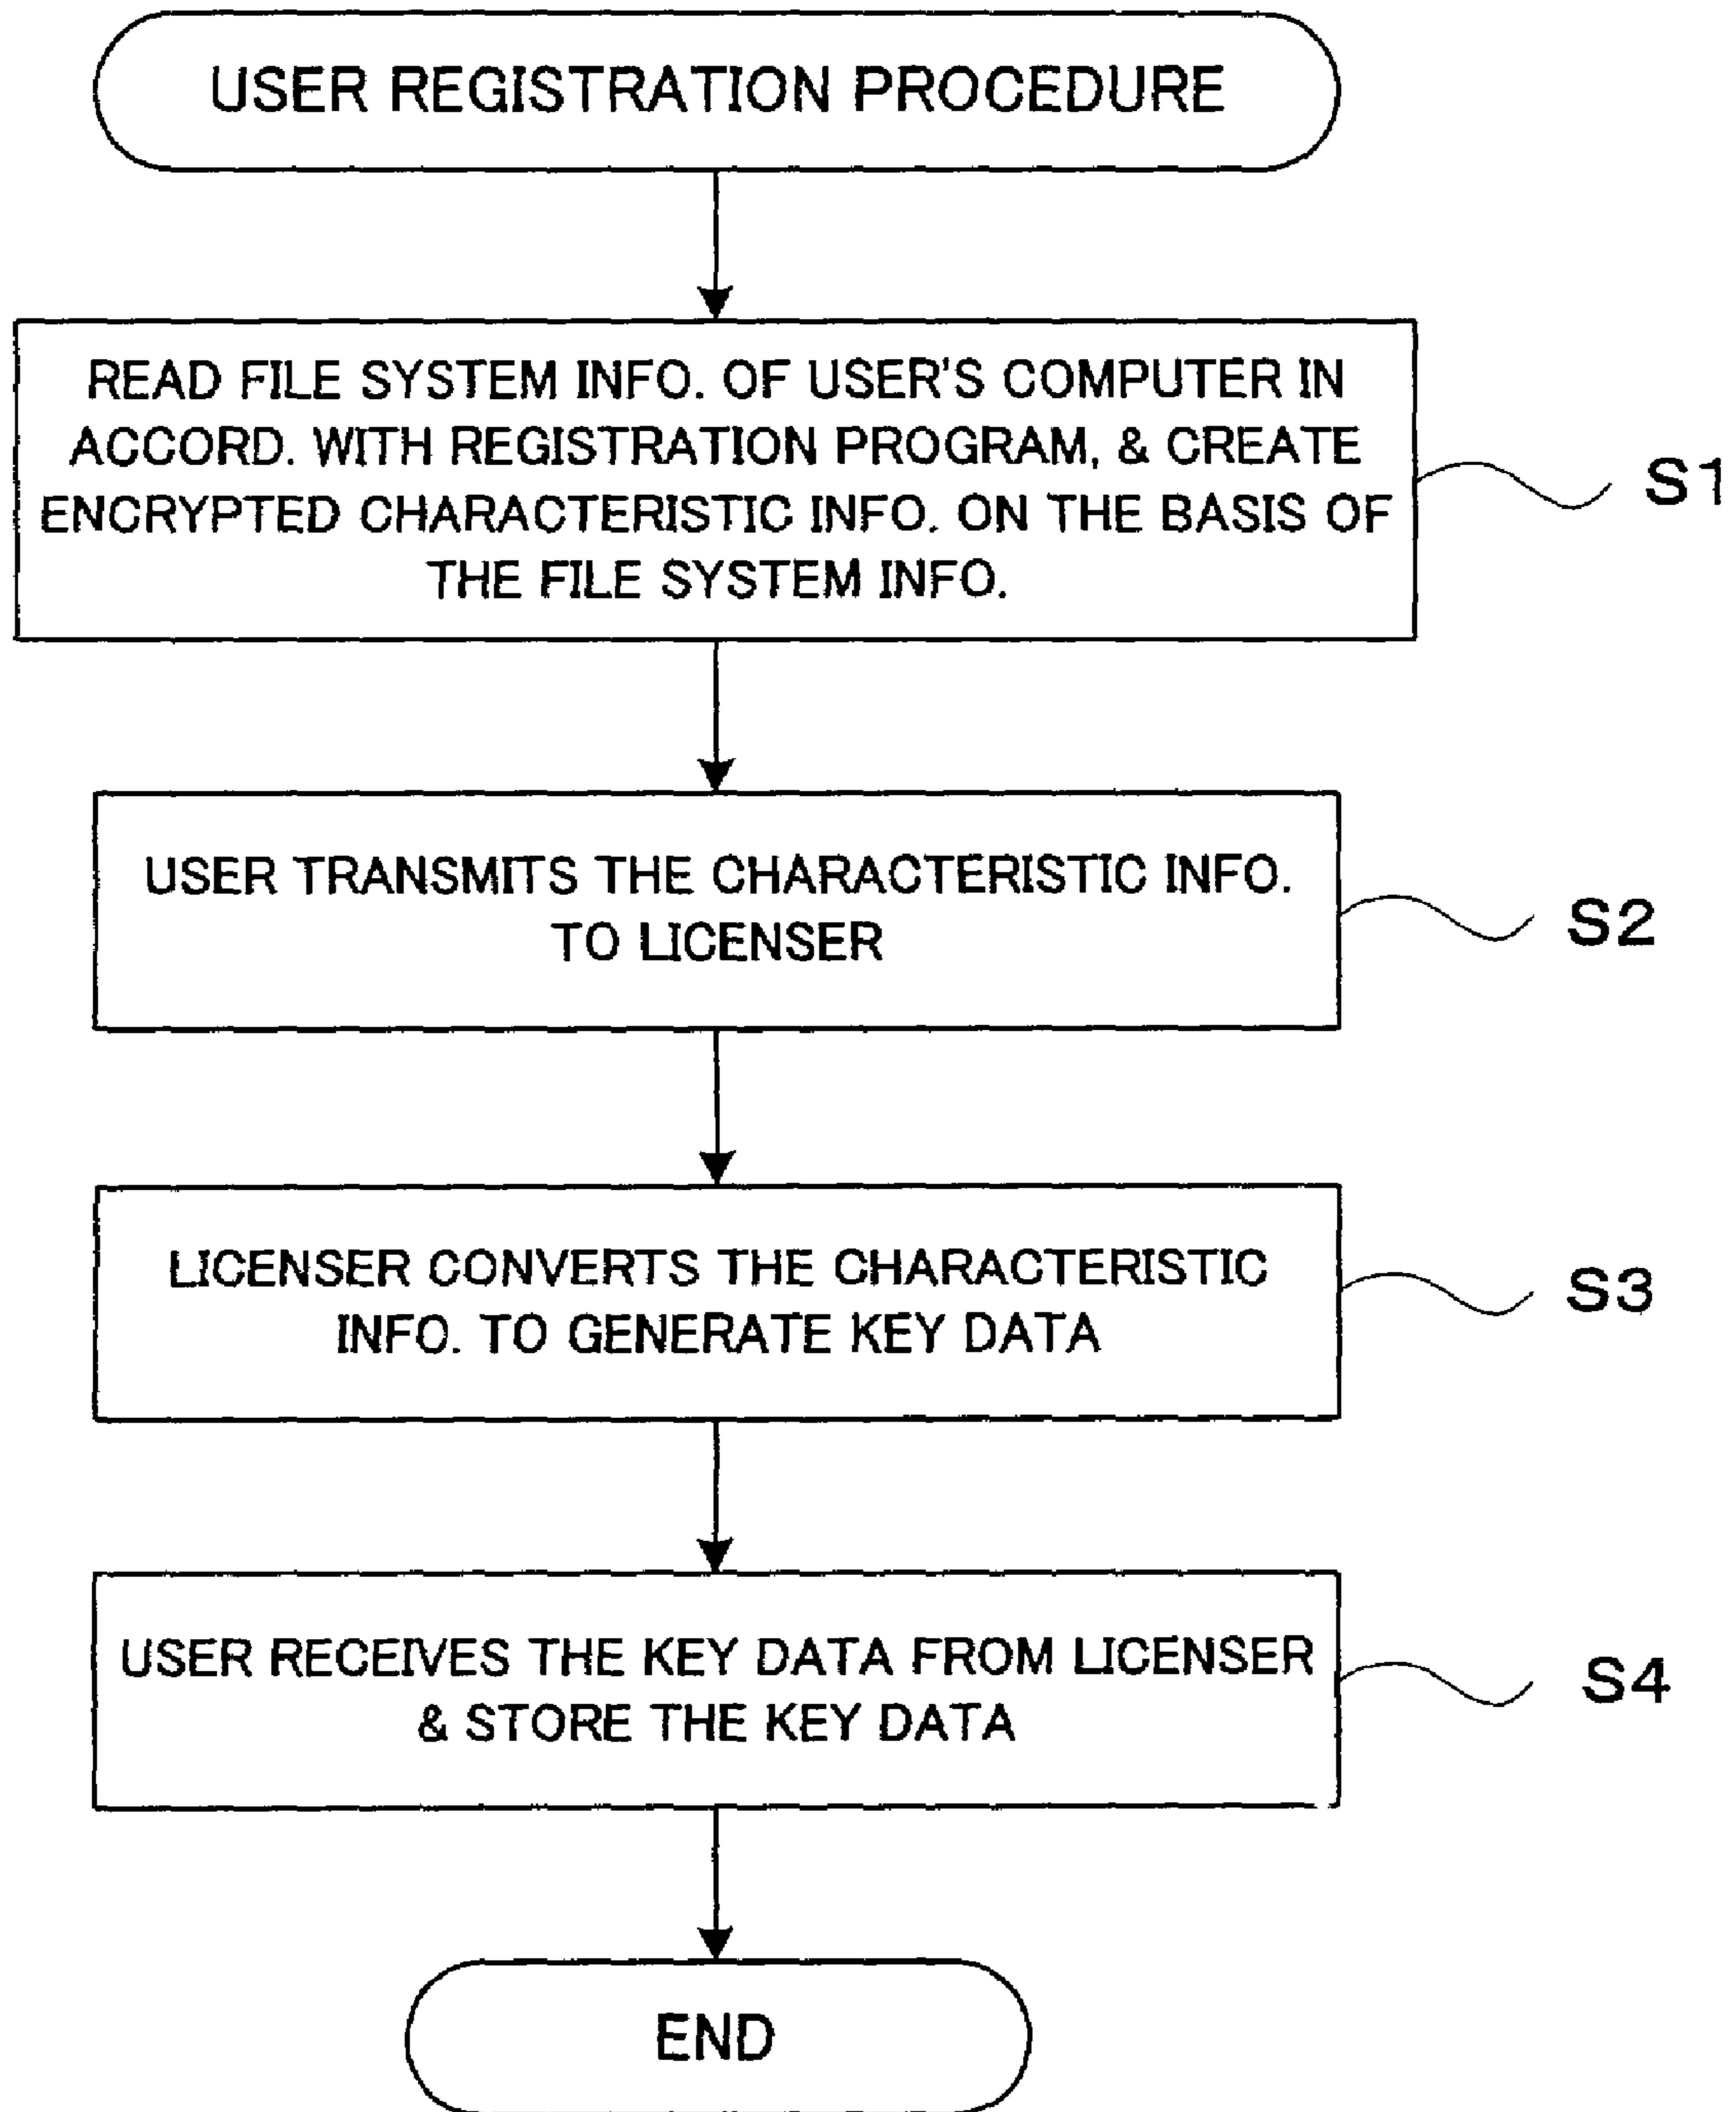 USER REGISTRATION PROCEDURE
READ FILE SYSTEM INFO. OF USER'S COMPUTER IN
ACCORD. WITH REGISTRATION PROGRAM, & CREATE
ENCRYPTED CHARACTERISTIC INFO. ON THE BASIS OF
THE FILE SYSTEM INFO.
S1
USER TRANSMITS THE CHARACTERISTIC INFO.
TO LICENSER
S2
LICENSER CONVERTS THE CHARACTERISTIC
INFO. TO GENERATE KEY DATA
S3
USER RECEIVES THE KEY DATA FROM LICENSER
& STORE THE KEY DATA
S4
END